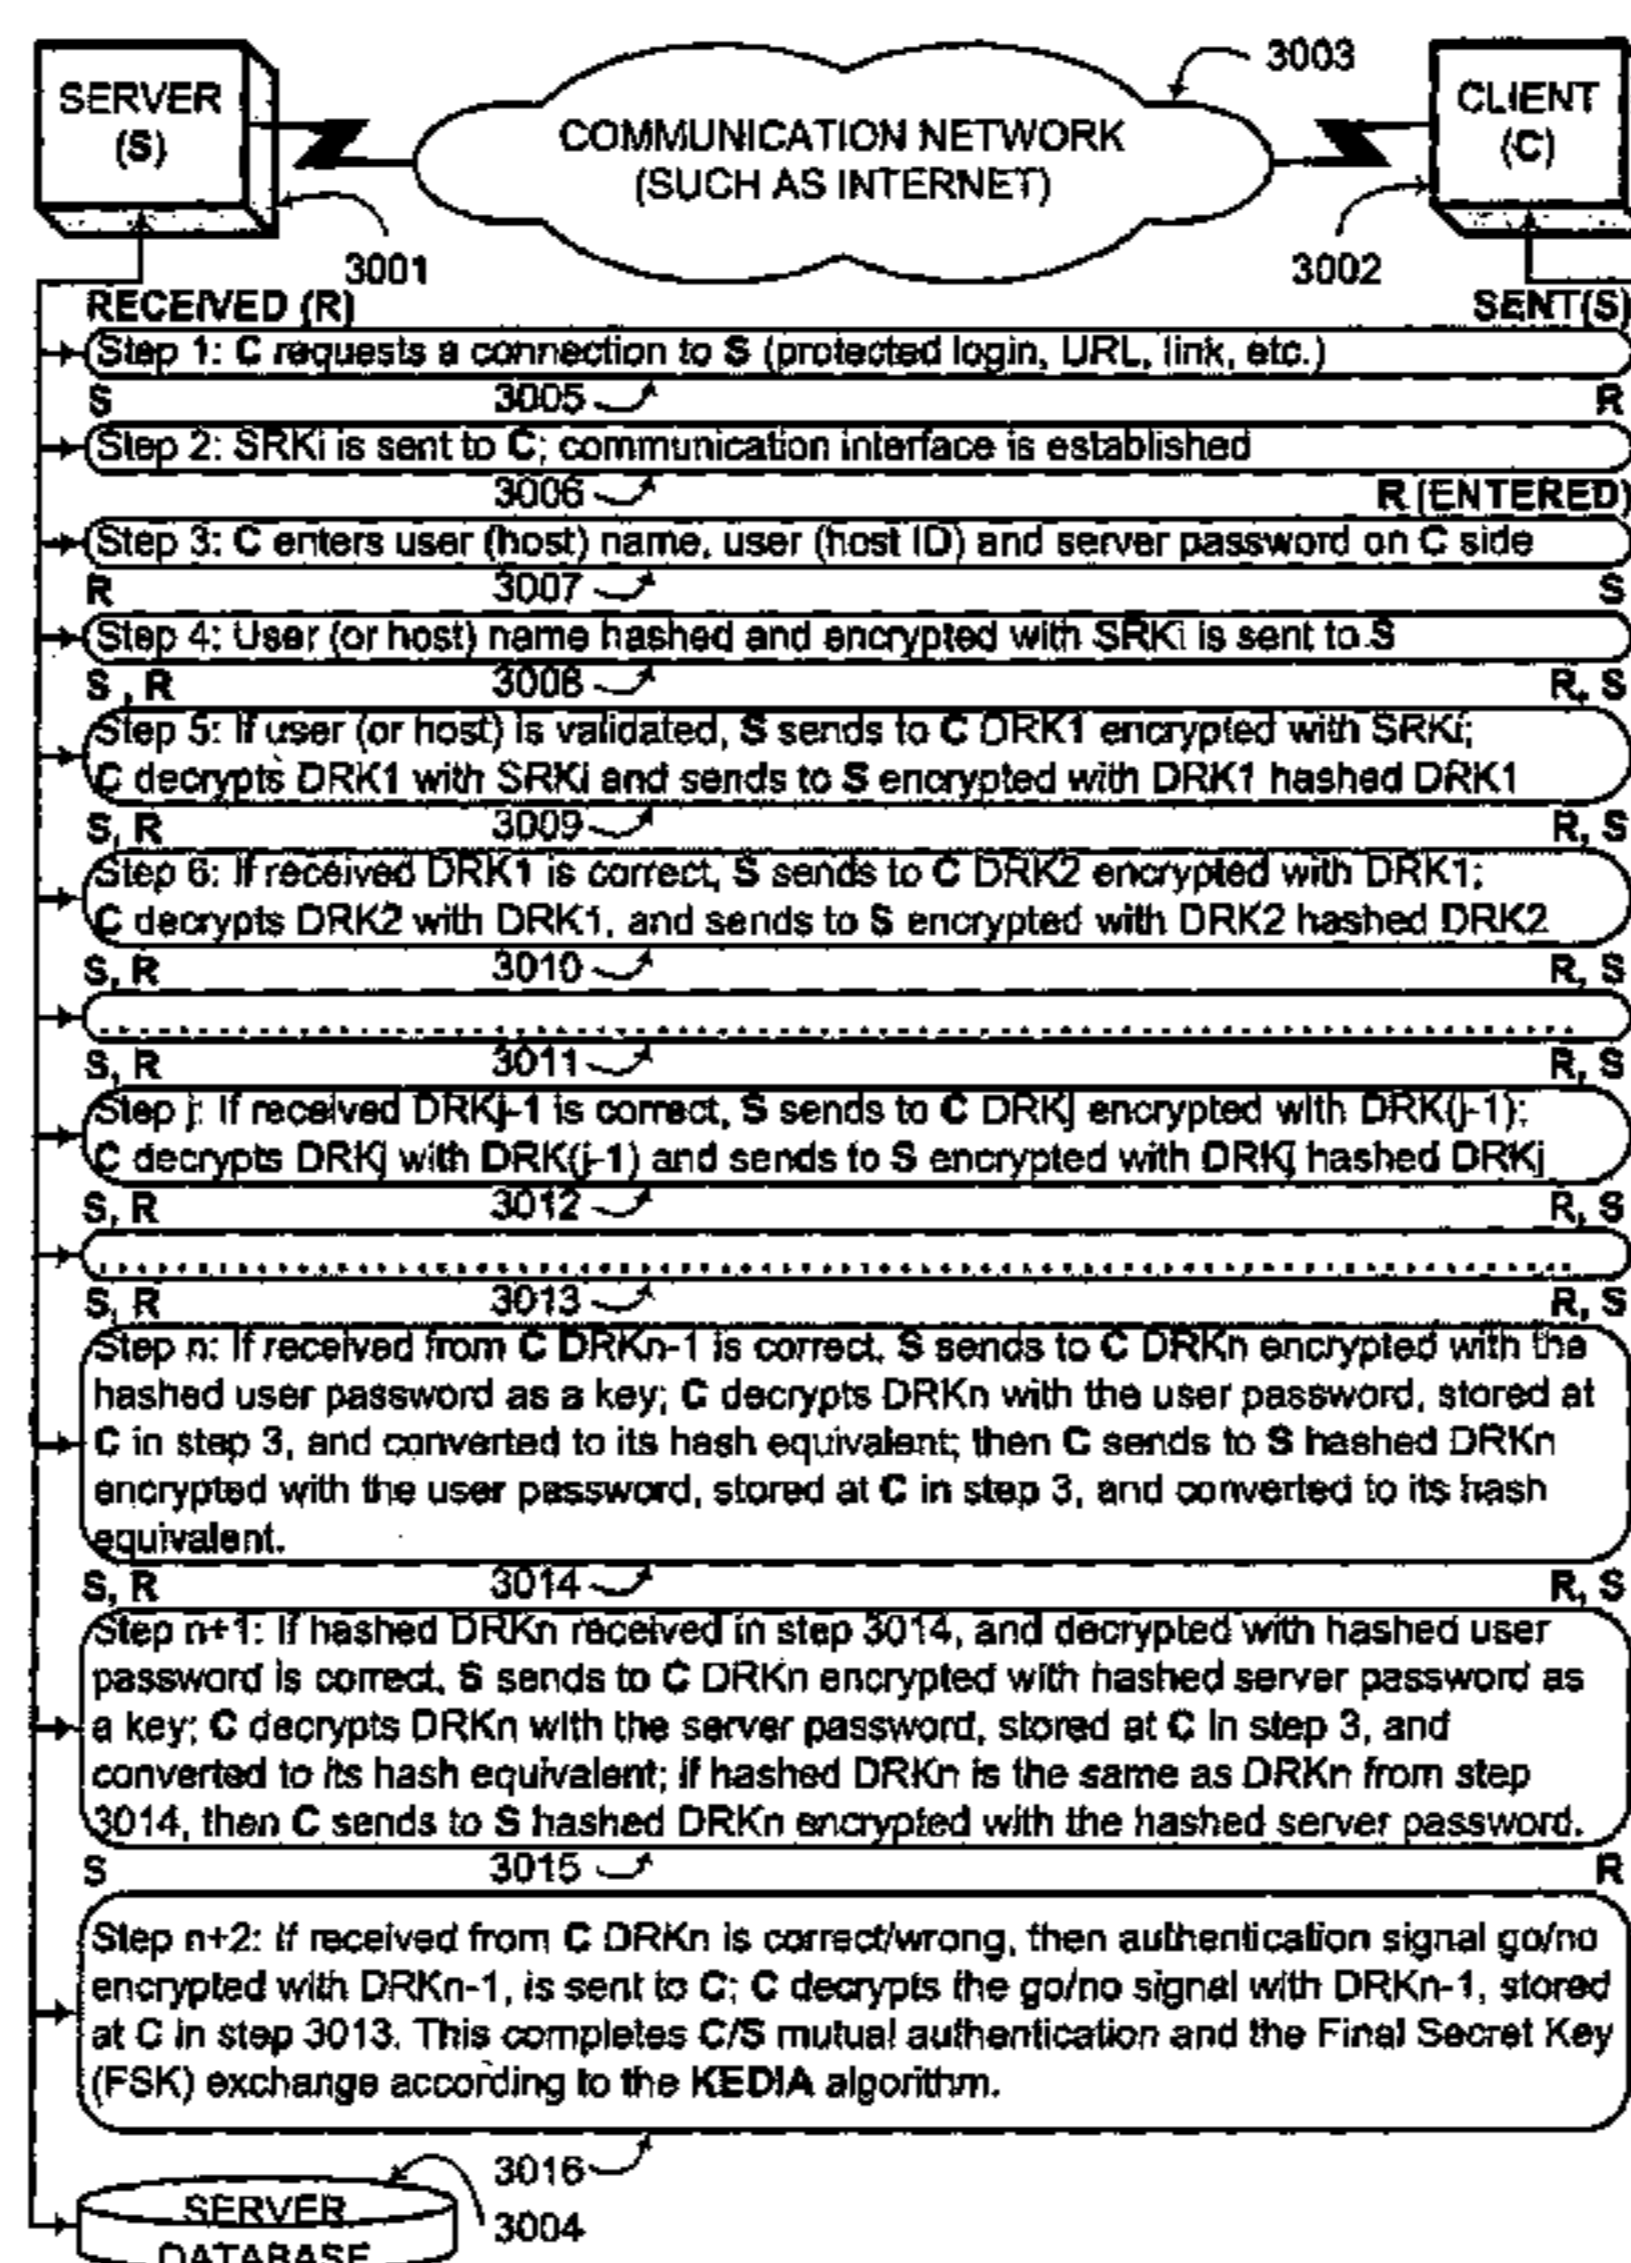 3003
SERVER
(S)
COMMUNICATION NETWORK
(SUCH AS INTERNET)
CLIENT
(C)
3001
3002
RECEIVED (R)
SENT(S)
Step 1: C requests a connection to S (protected login, URL, link, etc.)
S
3005
R
Step 2: SRKi is sent to C; communication interface is established
3006
R (ENTERED)
Step 3: C enters user (host) name, user (host ID) and server password on C side
R
3007
S
Step 4: User (or host) name hashed and encrypted with SRKi is sent to S
S , R
3008
R, S
Step 5: If user (or host) is validated, S sends to C DRK1 encrypted with SRKi;
C decrypts DRK1 with SRKi and sends to S encrypted with DRK1 hashed DRK1
S, R
3009
R, S
Step 6: If received DRK1 is correct, S sends to C DRK2 encrypted with DRK1;
C decrypts DRK2 with DRK1, and sends to S encrypted with DRK2 hashed DRK2
S, R
3010
R, S
S, R
3011
R, S
Step j: If received DRKj-1 is correct, S sends to C DRKj encrypted with DRK(j-1);
C decrypts DRKj with DRK(j-1) and sends to S encrypted with DRKj hashed DRKj
S, R
3012
R, S
S, R
3013
R, S
Step n: If received from C DRKn-1 is correct, S sends to C DRKn encrypted with the
hashed user password as a key; C decrypts DRKn with the user password, stored at
C in step 3, and converted to its hash equivalent; then C sends to S hashed DRKn
encrypted with the user password, stored at C in step 3, and converted to its hash
equivalent.
S, R
3014
R, S
Step n+1: If hashed DRKn received in step 3014, and decrypted with hashed user
password is correct, S sends to C DRKn encrypted with hashed server password as
a key; C decrypts DRKn with the server password, stored at C in step 3, and
converted to its hash equivalent; if hashed DRKn is the same as DRKn from step
3014, then C sends to S hashed DRKn encrypted with the hashed server password.
S
3015
R
Step n+2: If received from C DRKn is correct/wrong, then authentication signal go/no
encrypted with DRKn-1, is sent to C; C decrypts the go/no signal with DRKn-1, stored
at C in step 3013. This completes C/S mutual authentication and the Final Secret Key
(FSK) exchange according to the KEDIA algorithm.
3016
SERVER
3004
DATABASE